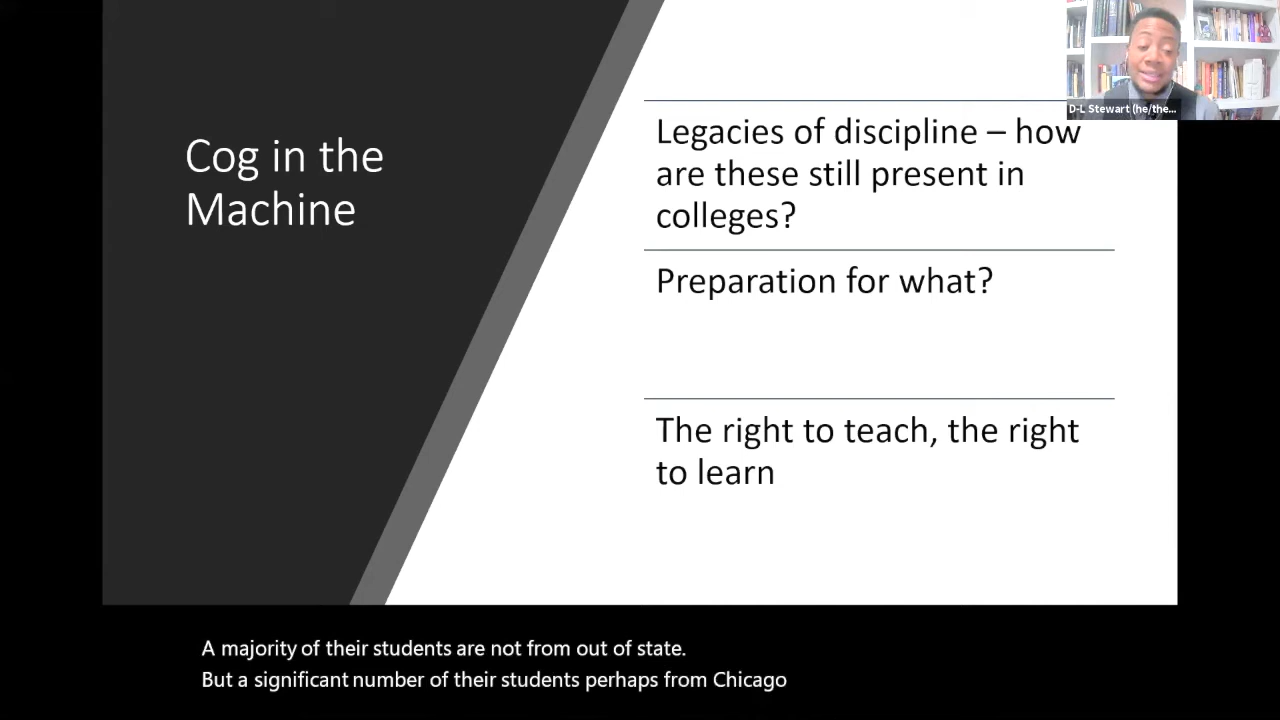 Cog in the
Machine
D-L Stewart (he/the...
Legacies of discipline – how
are these still present in
colleges?
Preparation for what?
The right to teach, the right
to learn
A majority of their students are not from out of state.
But a significant number of their students perhaps from Chicago